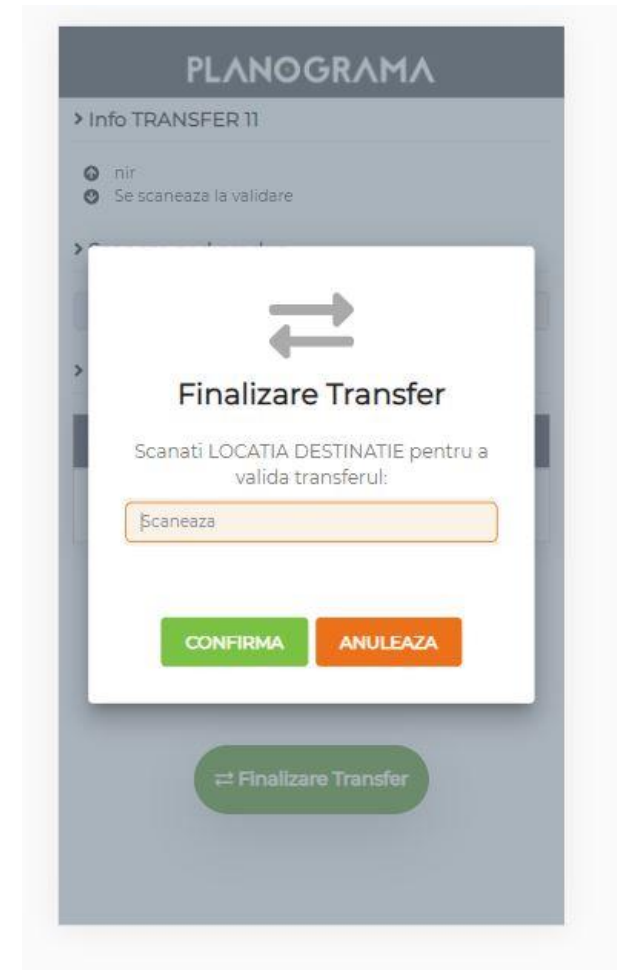 PLANOGRAMA
Info TRANSFER 11
nir
Se scaneaza la validare
Finalizare Transfer
Scanati LOCATIA DESTINATIE pentru a
valida transferul:
Scaneaza
CONFIRMA ANULEAZA
Finalizare Transfer